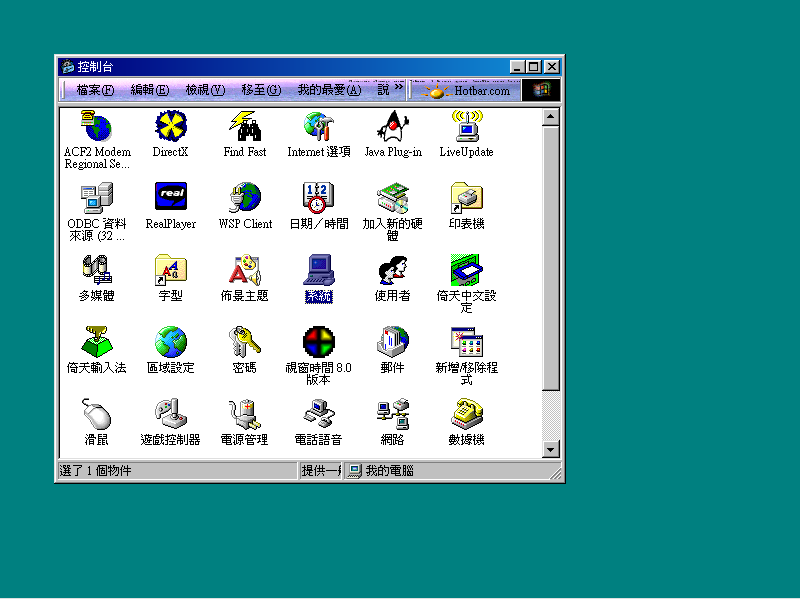 控制台
檔案(F) 編輯(E) 檢視(V) 移至(G) 我的最愛(A) 說 » Hotbar.com
ACF2 Modem Regional Se...
DirectX
Find Fast
Internet 選項
Java Plug-in
LiveUpdate
ODBC 資料來源 (32 ...
real
RealPlayer
WSP Client
日期／時間
加入新的硬體
印表機
多媒體
字型
佈景主題
系統
使用者
倚天中文設定
倚天輸入法
區域設定
密碼
視窗時間 8.0 版本
郵件
新增/移除程式
滑鼠
遊戲控制器
電源管理
電話語音
網路
數據機
選了 1 個物件 提供一 我的電腦